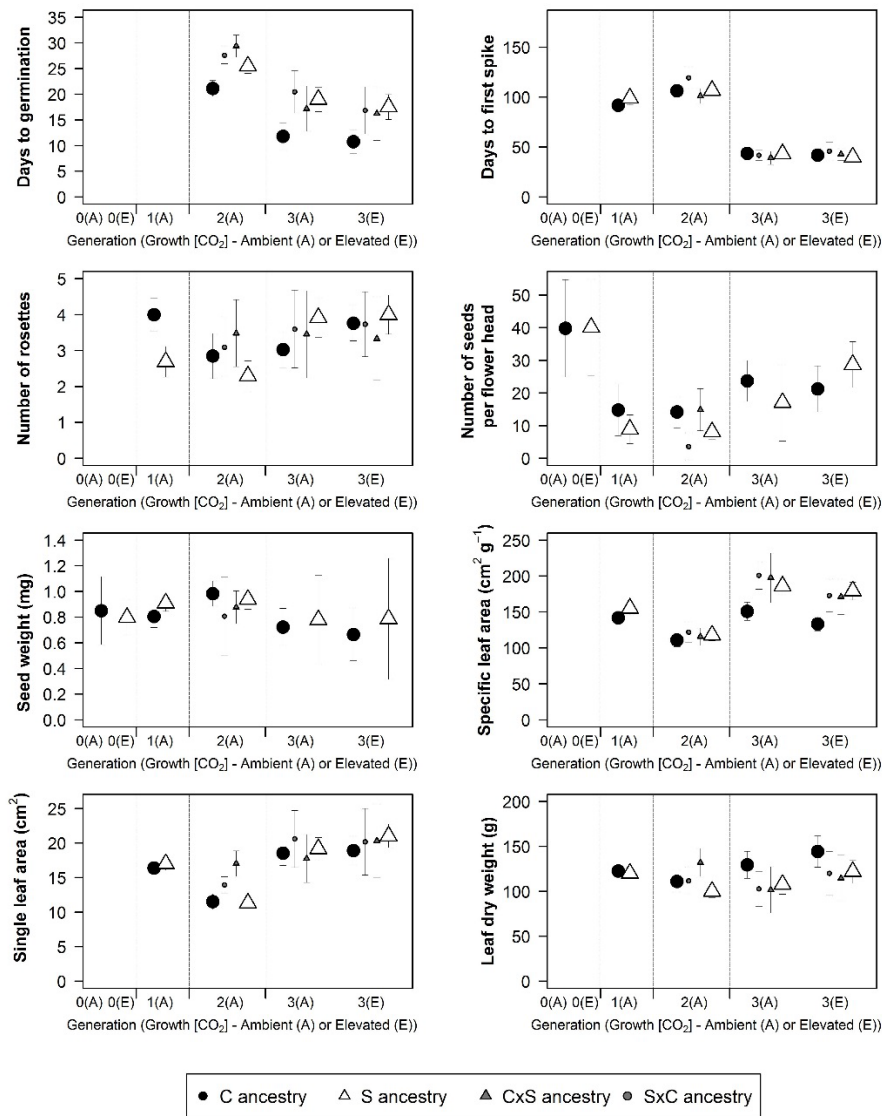 Days to germination
35
30
25
20
15
10
5
0
0(A) 0(E) 1(A) 2(A) 3(A) 3(E)
Generation (Growth [CO₂] - Ambient (A) or Elevated (E))
Days to first spike
150
100
50
0
0(A) 0(E) 1(A) 2(A) 3(A) 3(E)
Generation (Growth [CO₂] - Ambient (A) or Elevated (E))
Number of rosettes
5
4
3
2
1
0
0(A) 0(E) 1(A) 2(A) 3(A) 3(E)
Generation (Growth [CO₂] - Ambient (A) or Elevated (E))
Number of seeds
per flower head
50
40
30
20
10
0
0(A) 0(E) 1(A) 2(A) 3(A) 3(E)
Generation (Growth [CO₂] - Ambient (A) or Elevated (E))
Seed weight (mg)
1.4
1.2
1.0
0.8
0.6
0.4
0.2
0.0
0(A) 0(E) 1(A) 2(A) 3(A) 3(E)
Generation (Growth [CO₂] - Ambient (A) or Elevated (E))
Specific leaf area (cm² g⁻¹)
250
200
150
100
50
0
0(A) 0(E) 1(A) 2(A) 3(A) 3(E)
Generation (Growth [CO₂] - Ambient (A) or Elevated (E))
Single leaf area (cm²)
25
20
15
10
5
0
0(A) 0(E) 1(A) 2(A) 3(A) 3(E)
Generation (Growth [CO₂] - Ambient (A) or Elevated (E))
Leaf dry weight (g)
200
150
100
50
0
0(A) 0(E) 1(A) 2(A) 3(A) 3(E)
Generation (Growth [CO₂] - Ambient (A) or Elevated (E))
C ancestry S ancestry CxS ancestry SxC ancestry